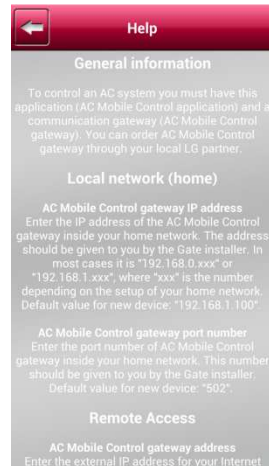 Help
General information
To control an AC system you must have this
application (AC Mobile Control application) and a
communication gateway (AC Mobile Control
gateway). You can order AC Mobile Control
gateway through your local LG partner.
Local network (home)
AC Mobile Control gateway IP address
Enter the IP address of the AC Mobile Control
gateway inside your home network. The address
should be given to you by the Gate installer. In
most cases it is "192.168.0.xxx" or
"192.168.1.xxx", where "xxx" is the number
depending on the setup of your home network.
Default value for new device: "192.168.1.100".
AC Mobile Control gateway port number
Enter the port number of AC Mobile Control
gateway inside your home network. This number
should be given to you by the Gate installer.
Default value for new device: "502".
Remote Access
AC Mobile Control gateway address
Enter the external IP address for your Internet